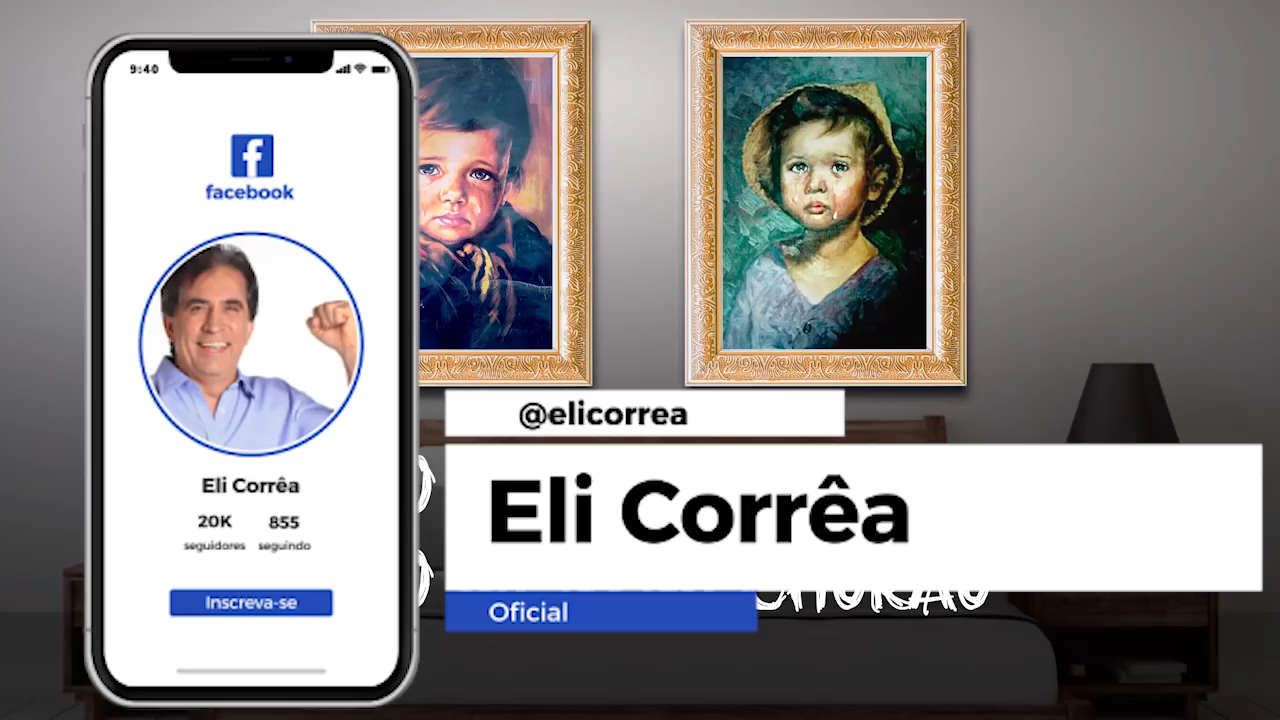 9:40
f
facebook
Eli Corrêa
20K 855
seguidores seguindo
Inscreva-se
@elicorrea
Eli Corrêa
Oficial